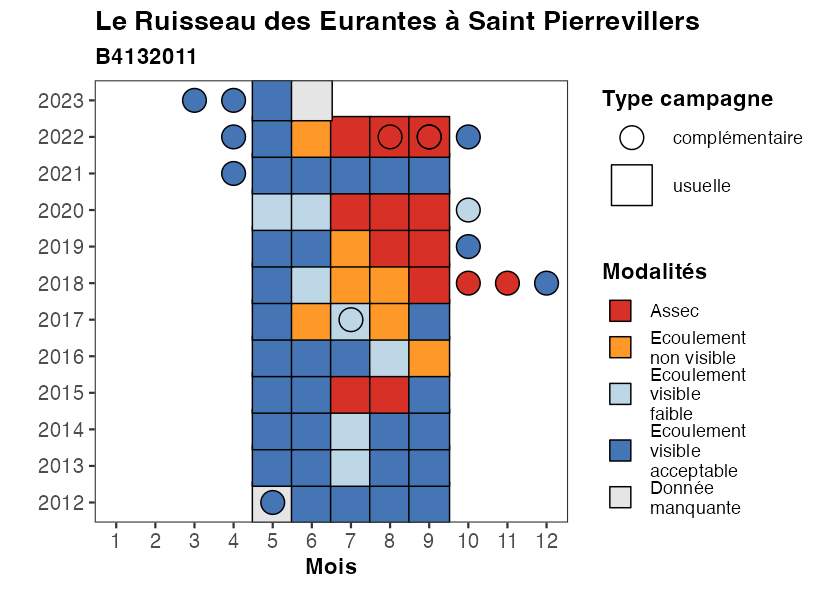 Le Ruisseau des Eurantes à Saint Pierrevillers
B4132011
2023
2022
2021
2020
2019
2018
2017
2016
2015
2014
2013
2012
1 2 3 4 5 6 7 8 9 10 11 12
Mois
Type campagne
complémentaire
usuelle
Modalités
Assec
Ecoulement
non visible
Ecoulement
visible
faible
Ecoulement
visible
acceptable
Donnée
manquante